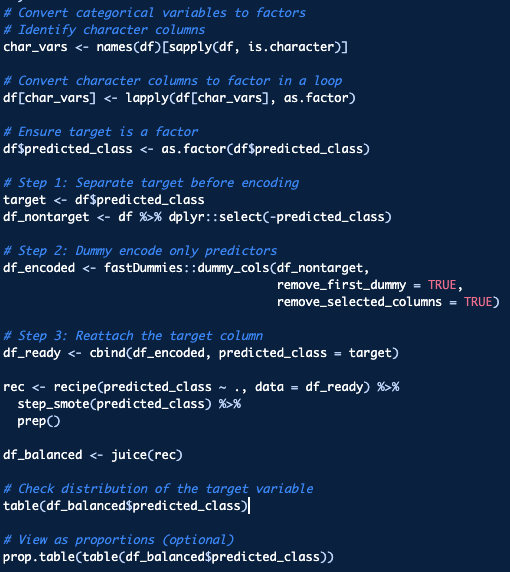 # Convert categorical variables to factors
# Identify character columns
char_vars <- names(df)[sapply(df, is.character)]
# Convert character columns to factor in a loop
df[char_vars] <- lapply(df[char_vars], as.factor)
# Ensure target is a factor
df$predicted_class <- as.factor(df$predicted_class)
# Step 1: Separate target before encoding
target <- df$predicted_class
df_nontarget <- df %>% dplyr::select(-predicted_class)
# Step 2: Dummy encode only predictors
df_encoded <- fastDummies::dummy_cols(df_nontarget,
remove_first_dummy = TRUE,
remove_selected_columns = TRUE)
# Step 3: Reattach the target column
df_ready <- cbind(df_encoded, predicted_class = target)
rec <- recipe(predicted_class ~ ., data = df_ready) %>%
step_smote(predicted_class) %>%
prep()
df_balanced <- juice(rec)
# Check distribution of the target variable
table(df_balanced$predicted_class)
# View as proportions (optional)
prop.table(table(df_balanced$predicted_class))